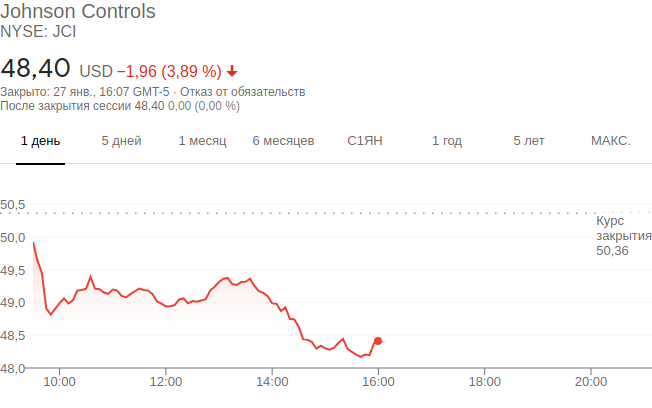 Johnson Controls
NYSE: JCI
48,40 USD −1,96 (3,89 %)
Закрыто: 27 янв., 16:07 GMT-5 · Отказ от обязательств
После закрытия сессии 48,40 0,00 (0,00 %)
1 день 5 дней 1 месяц 6 месяцев С1ЯН 1 год 5 лет МАКС.
50,5
50,0
49,5
49,0
48,5
48,0
Курс
закрытия
50,36
10:00 12:00 14:00 16:00 18:00 20:00